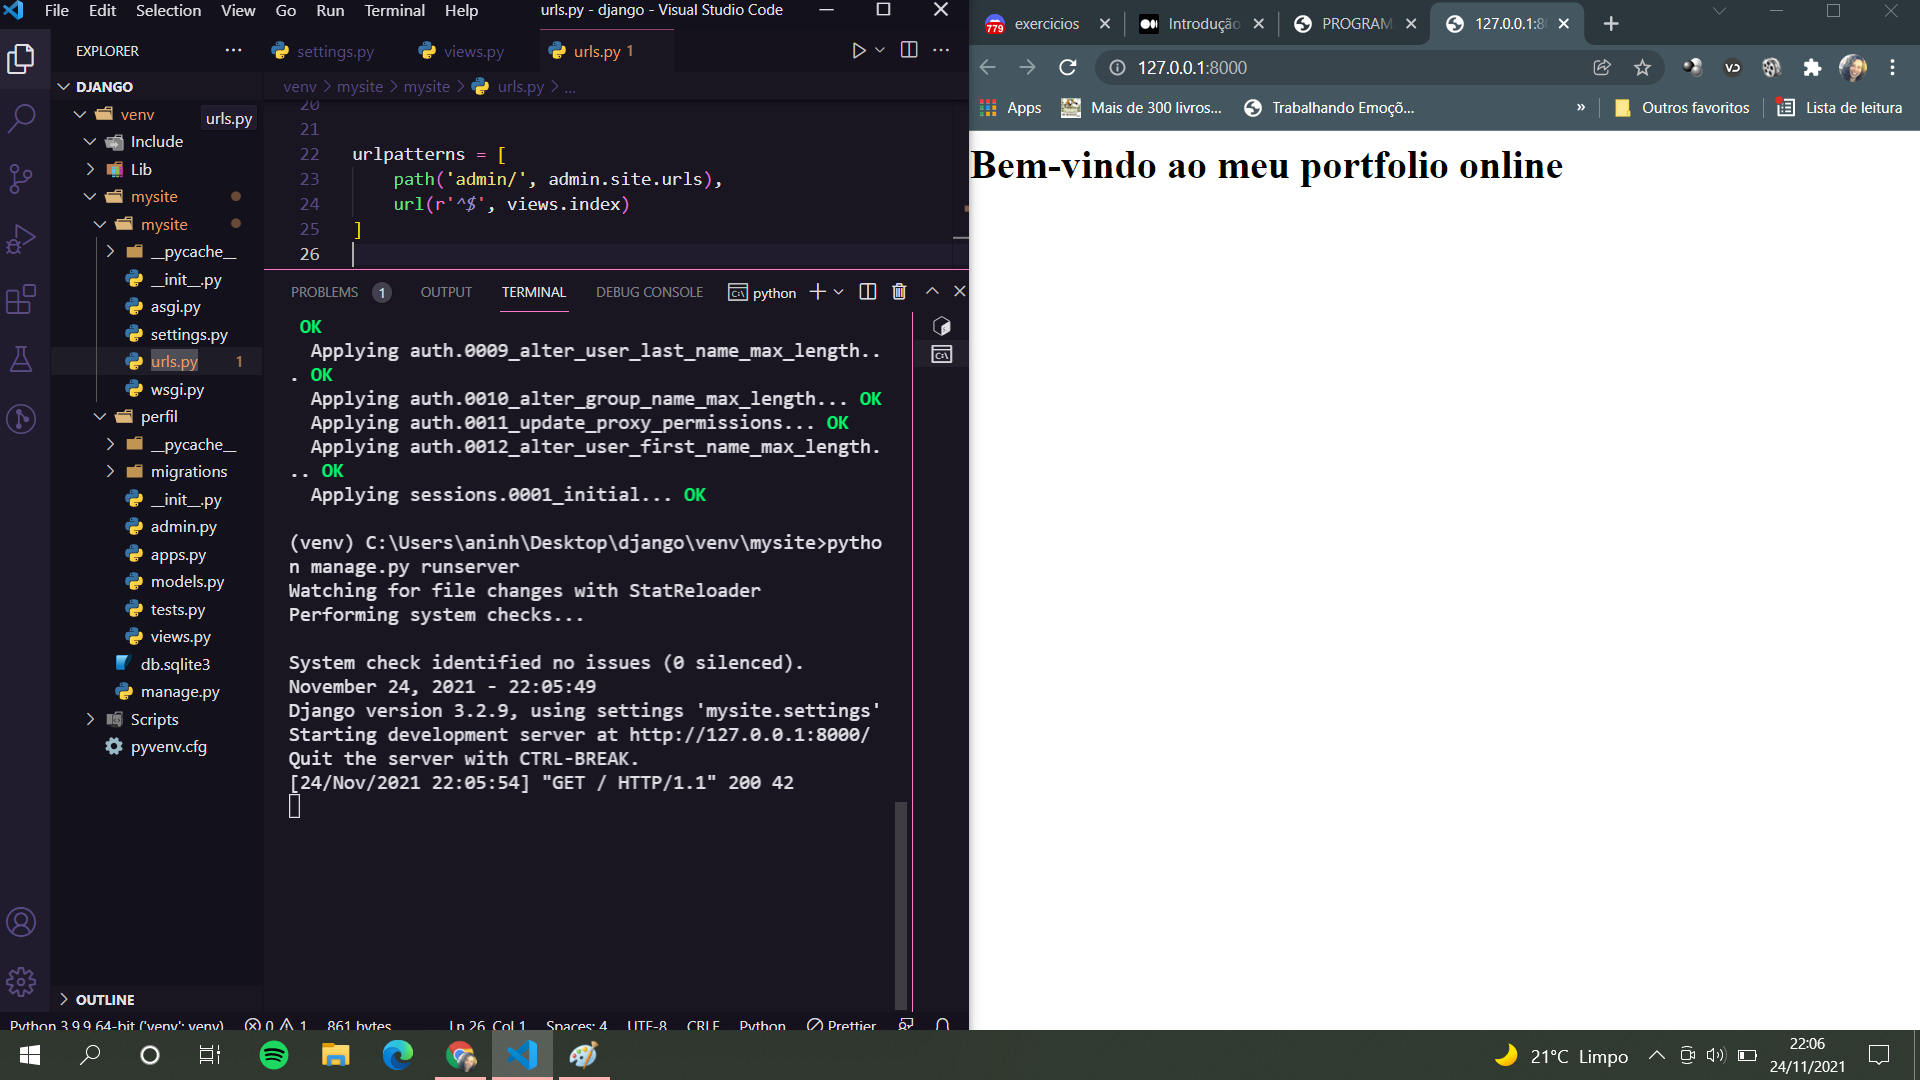 File Edit Selection View Go Run Terminal Help urls.py - django - Visual Studio Code
EXPLORER
settings.py views.py urls.py 1
DJANGO
venv > mysite > mysite > urls.py > ...
venv
urls.py
Include
Lib
mysite
mysite
__pycache__
__init__.py
asgi.py
settings.py
urls.py 1
wsgi.py
perfil
__pycache__
migrations
__init__.py
admin.py
apps.py
models.py
tests.py
views.py
db.sqlite3
manage.py
Scripts
pyvenv.cfg
OUTLINE
20
21
22 urlpatterns = [
23 path('admin/', admin.site.urls),
24 url(r'^$', views.index)
25 ]
26
PROBLEMS 1 OUTPUT TERMINAL DEBUG CONSOLE python
OK
Applying auth.0009_alter_user_last_name_max_length..
. OK
Applying auth.0010_alter_group_name_max_length... OK
Applying auth.0011_update_proxy_permissions... OK
Applying auth.0012_alter_user_first_name_max_length.
.. OK
Applying sessions.0001_initial... OK
(venv) C:\Users\aninh\Desktop\django\venv\mysite>pytho
n manage.py runserver
Watching for file changes with StatReloader
Performing system checks...
System check identified no issues (0 silenced).
November 24, 2021 - 22:05:49
Django version 3.2.9, using settings 'mysite.settings'
Starting development server at http://127.0.0.1:8000/
Quit the server with CTRL-BREAK.
[24/Nov/2021 22:05:54] "GET / HTTP/1.1" 200 42
Python 3.9.9 64-bit ('venv': venv) 0 1 861 bytes Ln 26, Col 1 Spaces: 4 UTF-8 CRLF Python Prettier
779 exercicios Introdução PROGRAM 127.0.0.1:8
127.0.0.1:8000
Apps Mais de 300 livros... Trabalhando Emoçõ... » Outros favoritos Lista de leitura
Bem-vindo ao meu portfolio online
21°C Limpo
22:06
24/11/2021